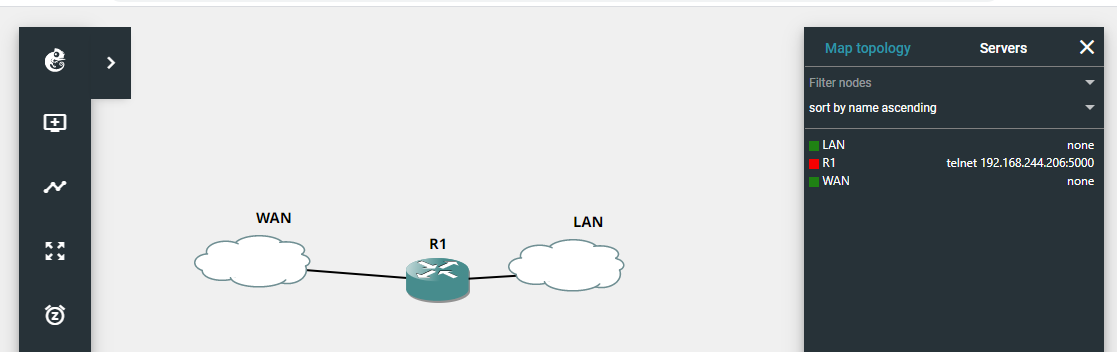 Map topology Servers
Filter nodes
sort by name ascending
LAN none
R1 telnet 192.168.244.206:5000
WAN none
WAN
LAN
R1
z